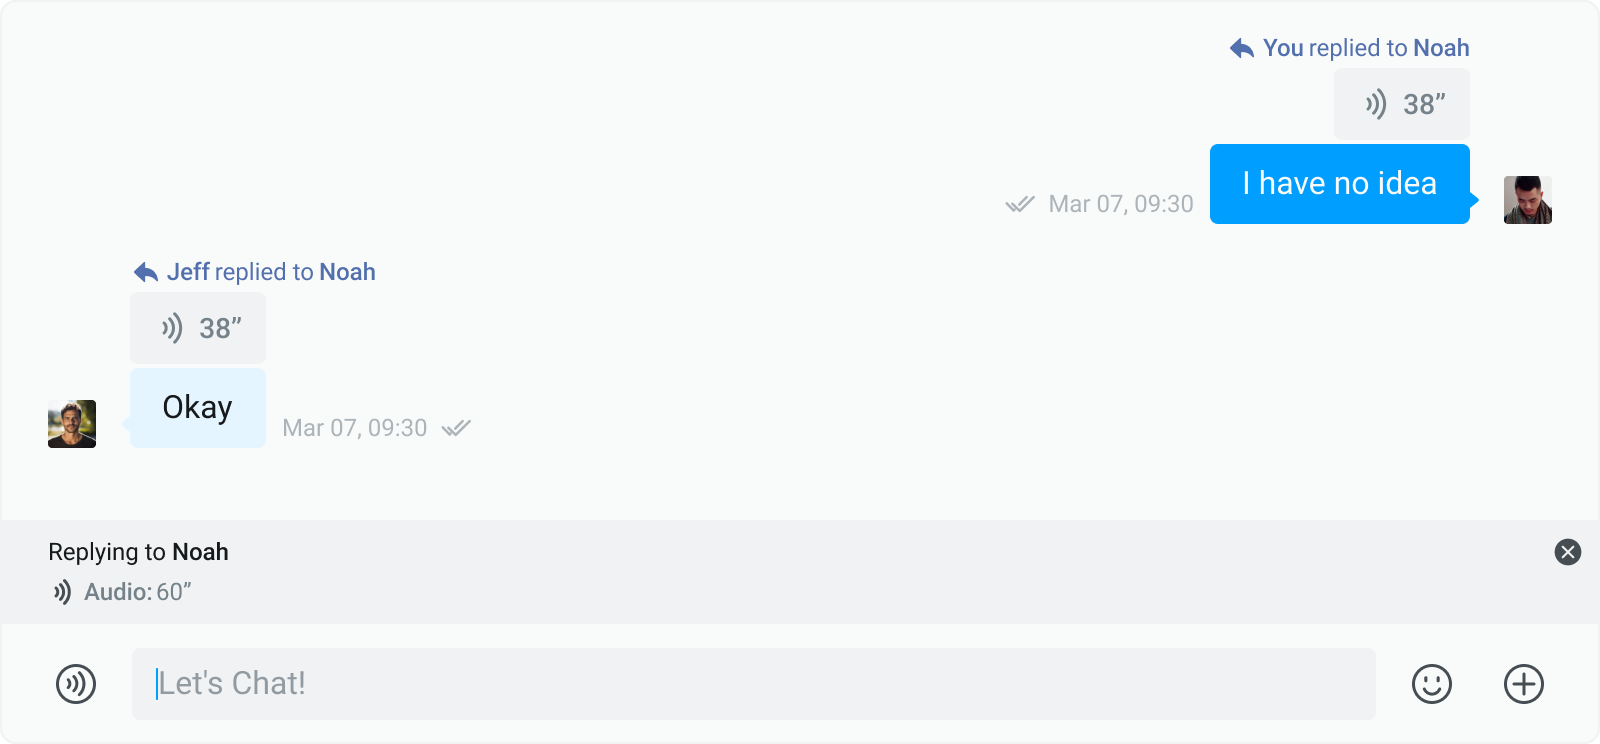 You replied to Noah
38”
I have no idea
Mar 07, 09:30
Jeff replied to Noah
38”
Okay
Mar 07, 09:30
Replying to Noah
Audio: 60”
Let's Chat!